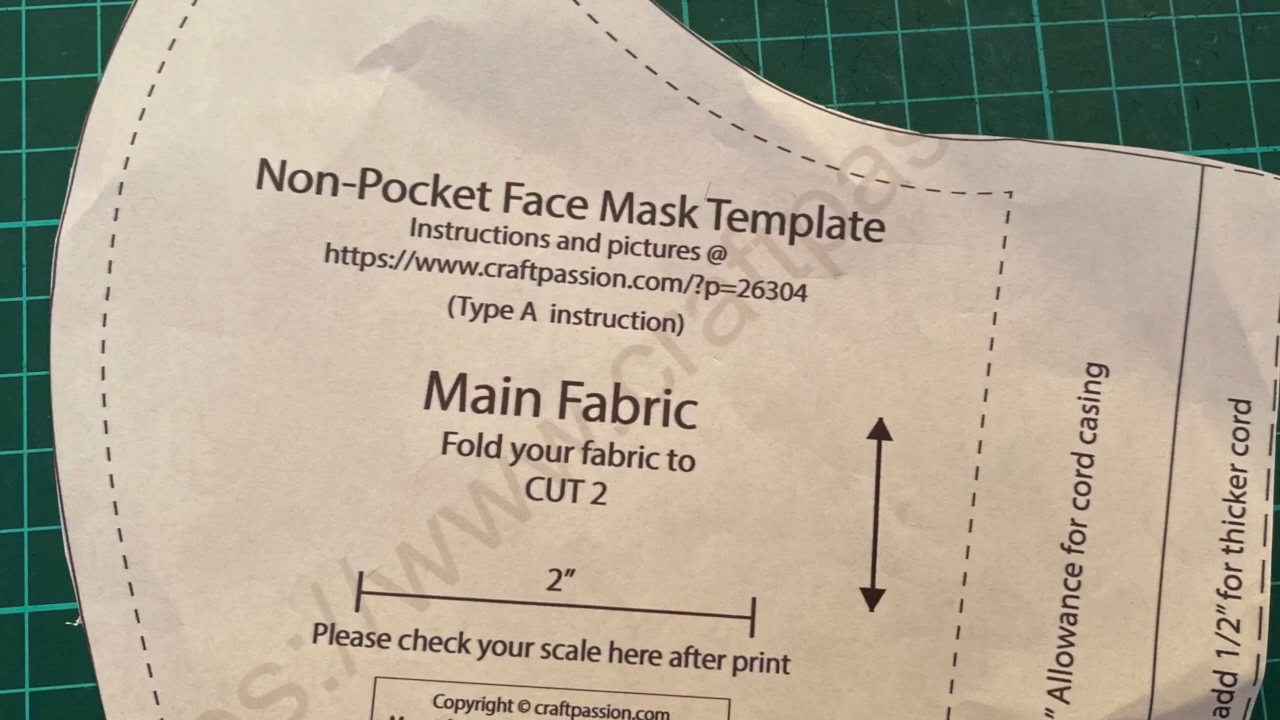 Non-Pocket Face Mask Template
Instructions and pictures @
https://www.craftpassion.com/?p=26304
(Type A instruction)
Main Fabric
Fold your fabric to
CUT 2
2"
Please check your scale here after print
Copyright © craftpassion.com
" Allowance for cord casing
add 1/2" for thicker cord
s://www.craftpas